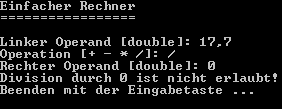 Einfacher Rechner
=================
Linker Operand [double]: 17,7
Operation [+ - * /]: /
Rechter Operand [double]: 0
Division durch 0 ist nicht erlaubt!
Beenden mit der Eingabetaste ...